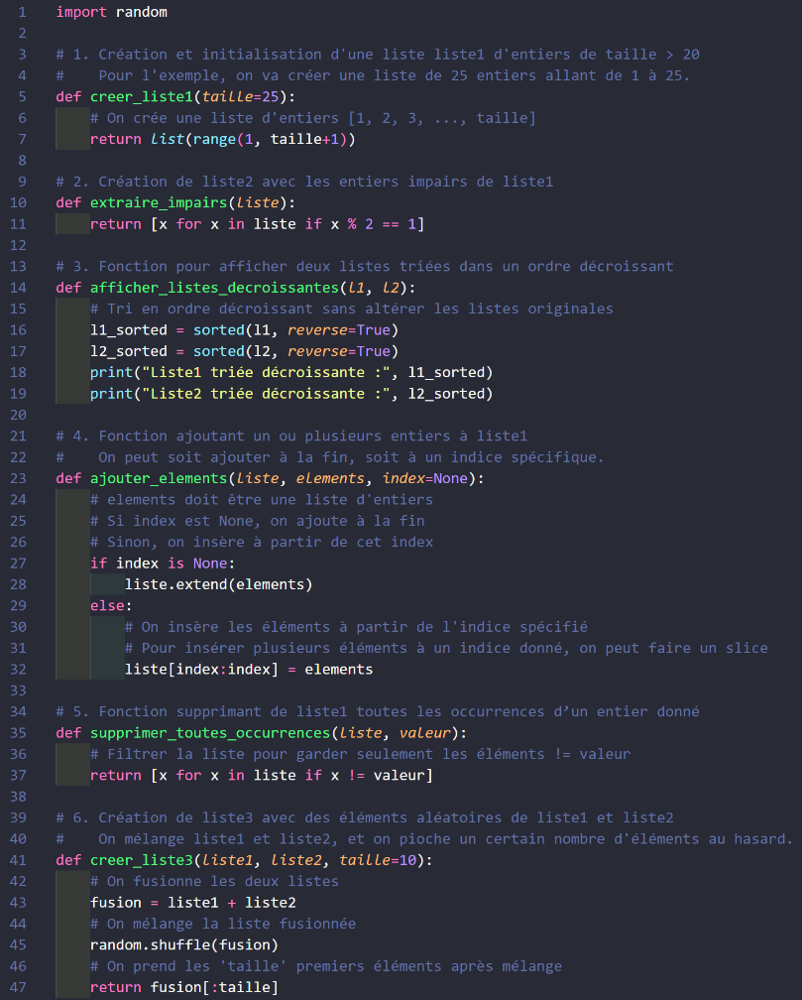 1 import random
2
3 # 1. Création et initialisation d'une liste liste1 d'entiers de taille > 20
4 #    Pour l'exemple, on va créer une liste de 25 entiers allant de 1 à 25.
5 def creer_liste1(taille=25):
6     # On crée une liste d'entiers [1, 2, 3, ..., taille]
7     return list(range(1, taille+1))
8
9 # 2. Création de liste2 avec les entiers impairs de liste1
10 def extraire_impairs(liste):
11     return [x for x in liste if x % 2 == 1]
12
13 # 3. Fonction pour afficher deux listes triées dans un ordre décroissant
14 def afficher_listes_decroissantes(l1, l2):
15     # Tri en ordre décroissant sans altérer les listes originales
16     l1_sorted = sorted(l1, reverse=True)
17     l2_sorted = sorted(l2, reverse=True)
18     print("Liste1 triée décroissante :", l1_sorted)
19     print("Liste2 triée décroissante :", l2_sorted)
20
21 # 4. Fonction ajoutant un ou plusieurs entiers à liste1
22 #    On peut soit ajouter à la fin, soit à un indice spécifique.
23 def ajouter_elements(liste, elements, index=None):
24     # elements doit être une liste d'entiers
25     # Si index est None, on ajoute à la fin
26     # Sinon, on insère à partir de cet index
27     if index is None:
28         liste.extend(elements)
29     else:
30         # On insère les éléments à partir de l'indice spécifié
31         # Pour insérer plusieurs éléments à un indice donné, on peut faire un slice
32         liste[index:index] = elements
33
34 # 5. Fonction supprimant de liste1 toutes les occurrences d’un entier donné
35 def supprimer_toutes_occurrences(liste, valeur):
36     # Filtrer la liste pour garder seulement les éléments != valeur
37     return [x for x in liste if x != valeur]
38
39 # 6. Création de liste3 avec des éléments aléatoires de liste1 et liste2
40 #    On mélange liste1 et liste2, et on pioche un certain nombre d'éléments au hasard.
41 def creer_liste3(liste1, liste2, taille=10):
42     # On fusionne les deux listes
43     fusion = liste1 + liste2
44     # On mélange la liste fusionnée
45     random.shuffle(fusion)
46     # On prend les 'taille' premiers éléments après mélange
47     return fusion[:taille]